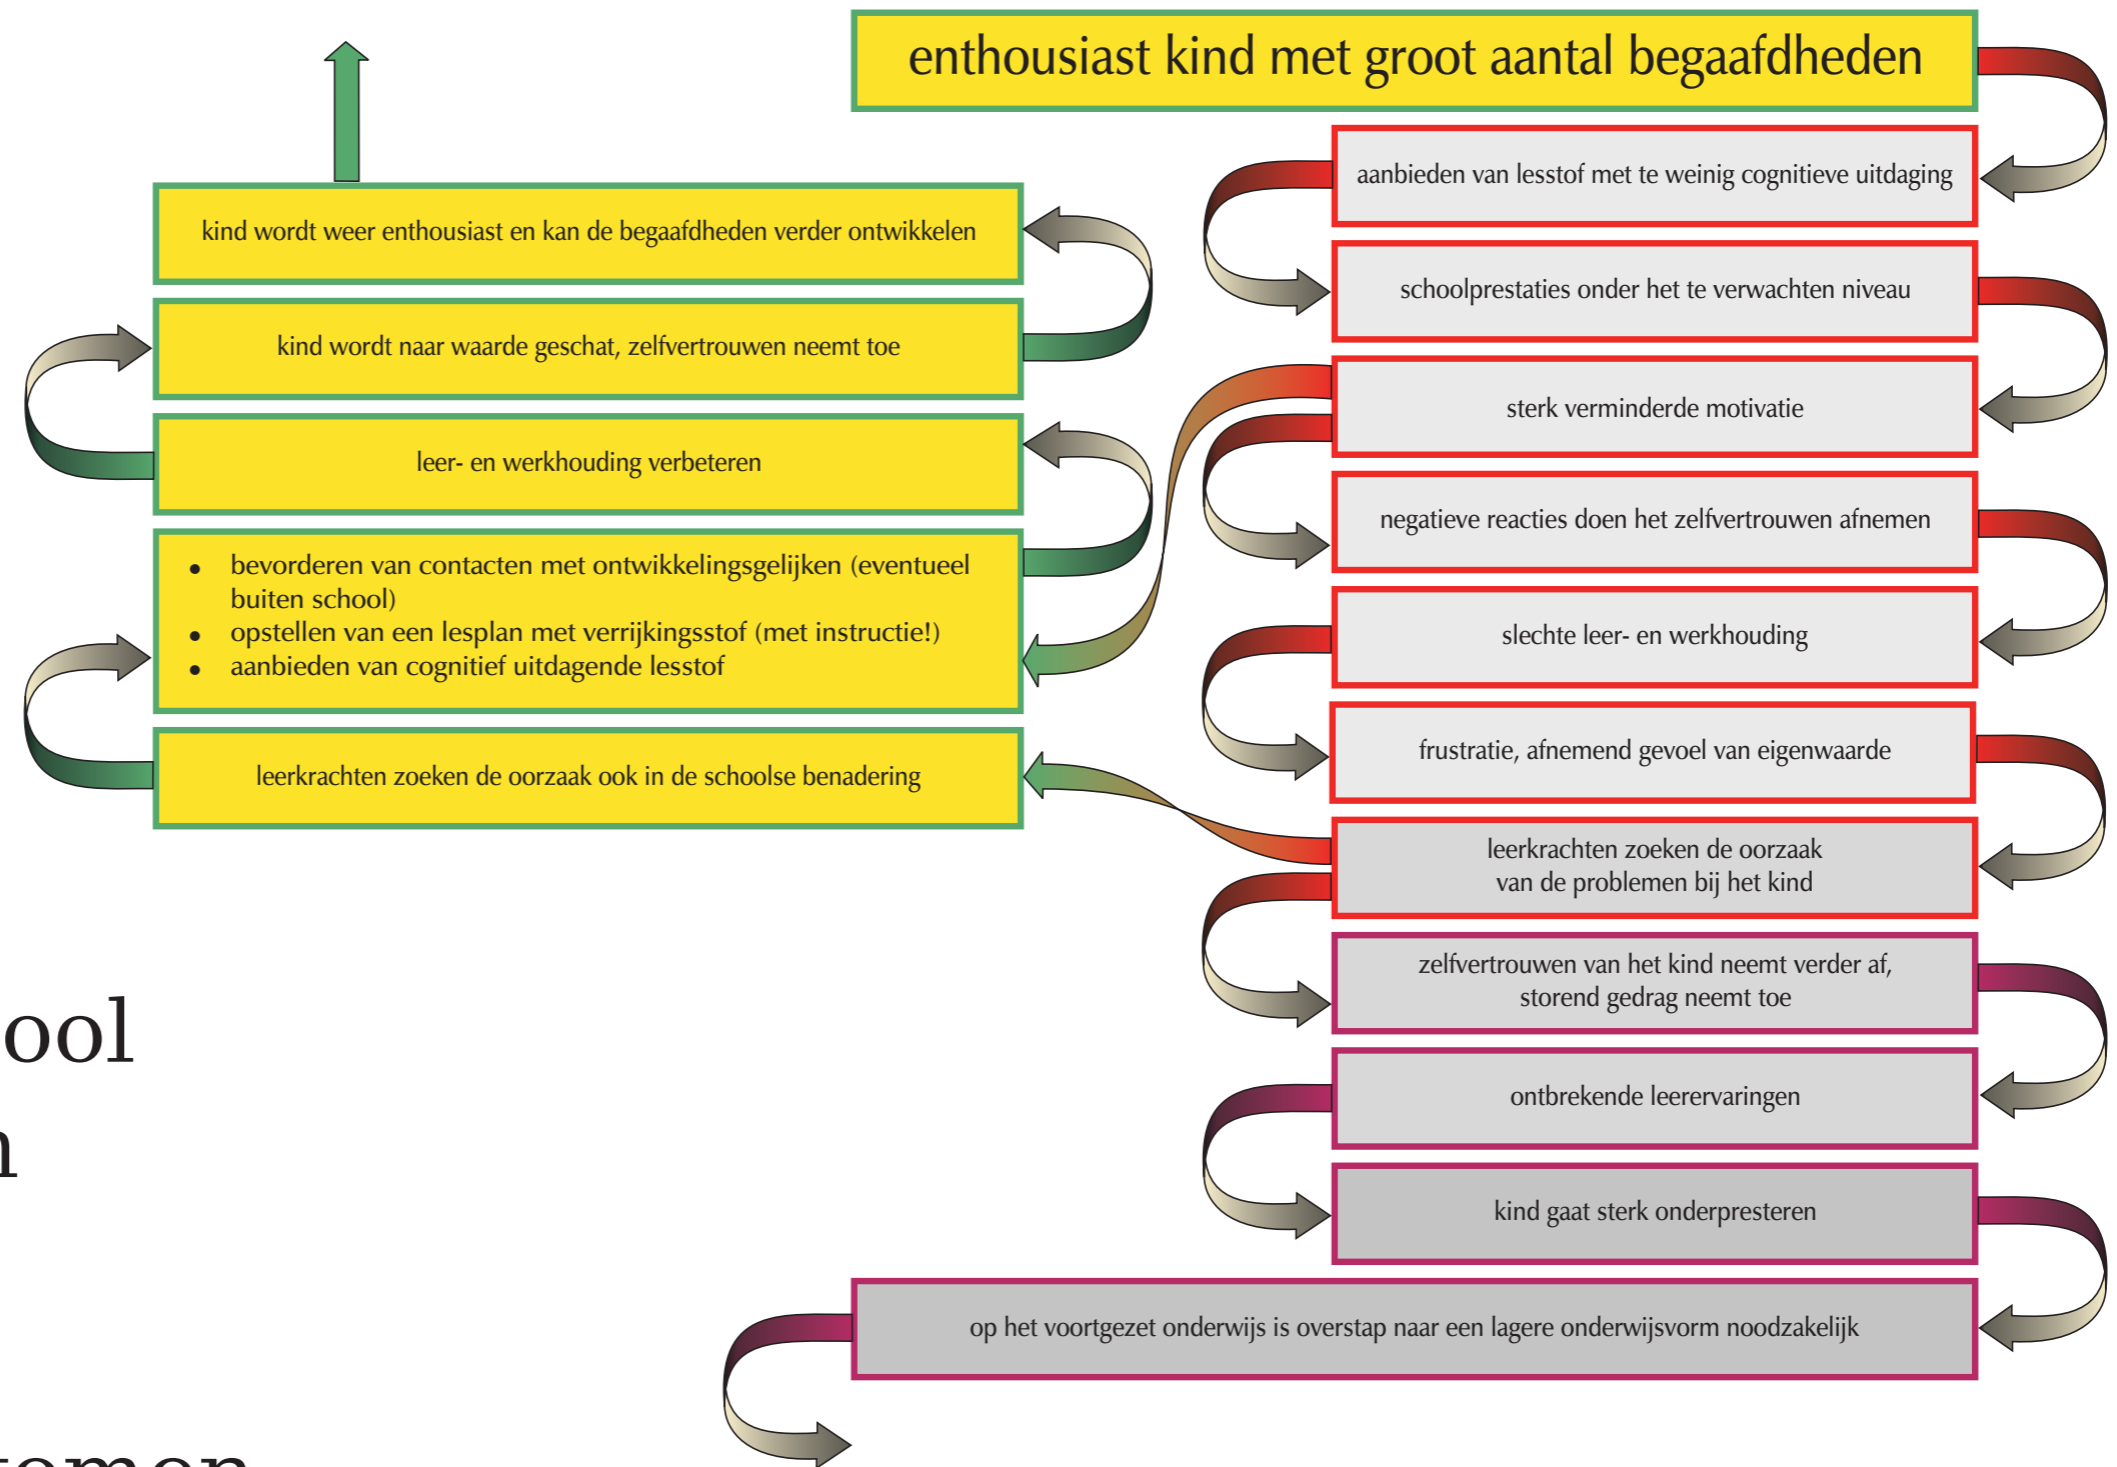 enthousiast kind met groot aantal begaafdheden
aanbieden van lesstof met te weinig cognitieve uitdaging
schoolprestaties onder het te verwachten niveau
sterk verminderde motivatie
negatieve reacties doen het zelfvertrouwen afnemen
slechte leer- en werkhouding
frustratie, afnemend gevoel van eigenwaarde
leerkrachten zoeken de oorzaak
van de problemen bij het kind
zelfvertrouwen van het kind neemt verder af,
storend gedrag neemt toe
ontbrekende leerervaringen
kind gaat sterk onderpresteren
op het voortgezet onderwijs is overstap naar een lagere onderwijsvorm noodzakelijk
kind wordt weer enthousiast en kan de begaafdheden verder ontwikkelen
kind wordt naar waarde geschat, zelfvertrouwen neemt toe
leer- en werkhouding verbeteren
• bevorderen van contacten met ontwikkelingsgelijken (eventueel
buiten school)
• opstellen van een lesplan met verrijkingsstof (met instructie!)
• aanbieden van cognitief uitdagende lesstof
leerkrachten zoeken de oorzaak ook in de schoolse benadering
ool